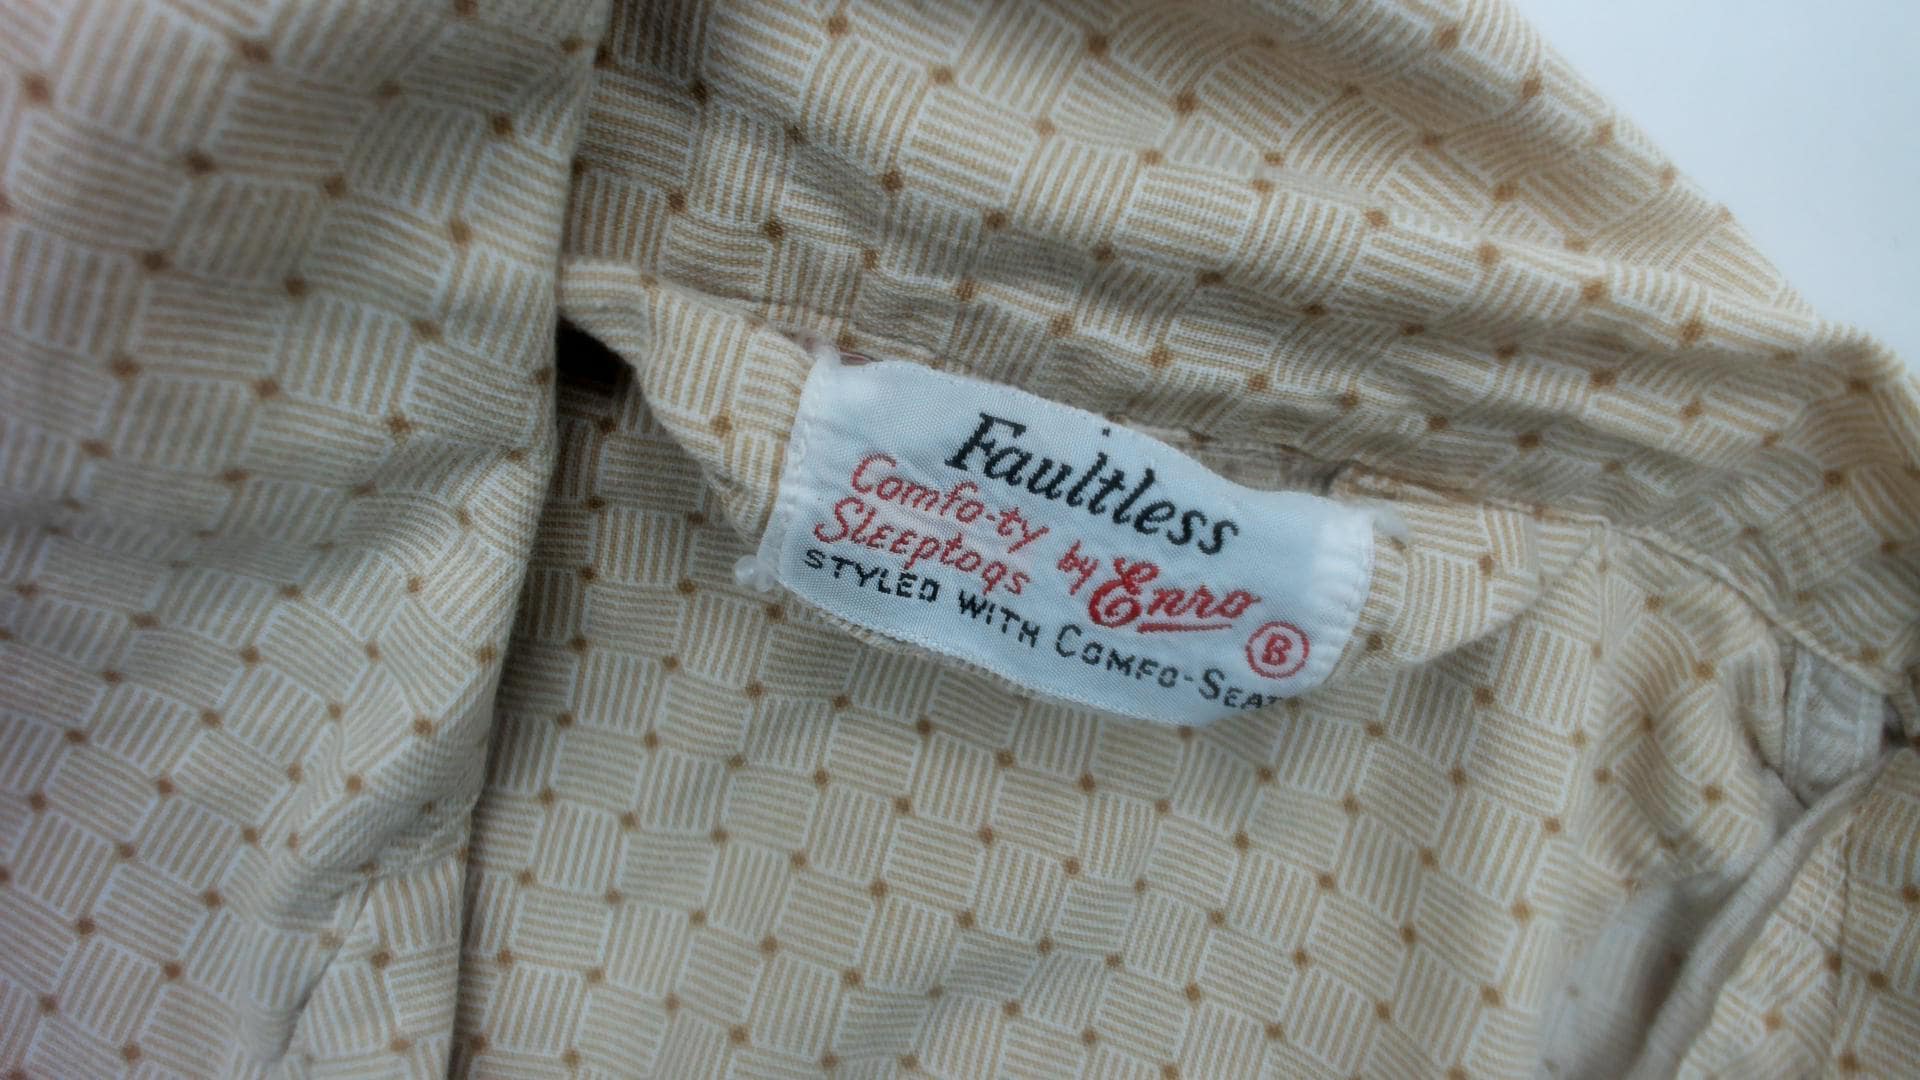 Faultless
Comfo-ty
Sleeptogs
by Enro
B
STYLED WITH COMFO-SEAT